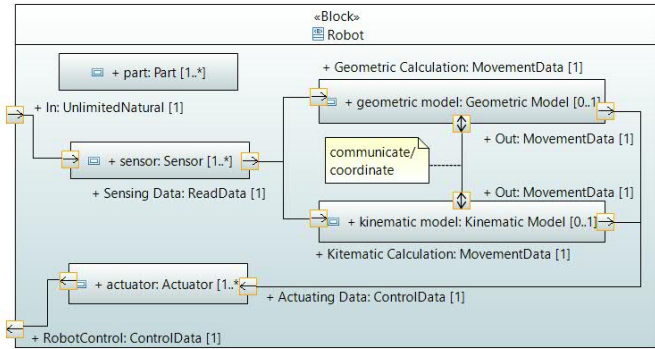 «Block»
Robot
+ part: Part [1..*]
+ Geometric Calculation: MovementData [1]
+ In: UnlimitedNatural [1]
+ geometric model: Geometric Model [0..1]
+ Out: MovementData [1]
communicate/
coordinate
+ sensor: Sensor [1..*]
+ Sensing Data: ReadData [1]
+ Out: MovementData [1]
+ kinematic model: Kinematic Model [0..1]
+ Kitematic Calculation: MovementData [1]
+ actuator: Actuator [1..*
+ Actuating Data: ControlData [1]
+ RobotControl: ControlData [1]